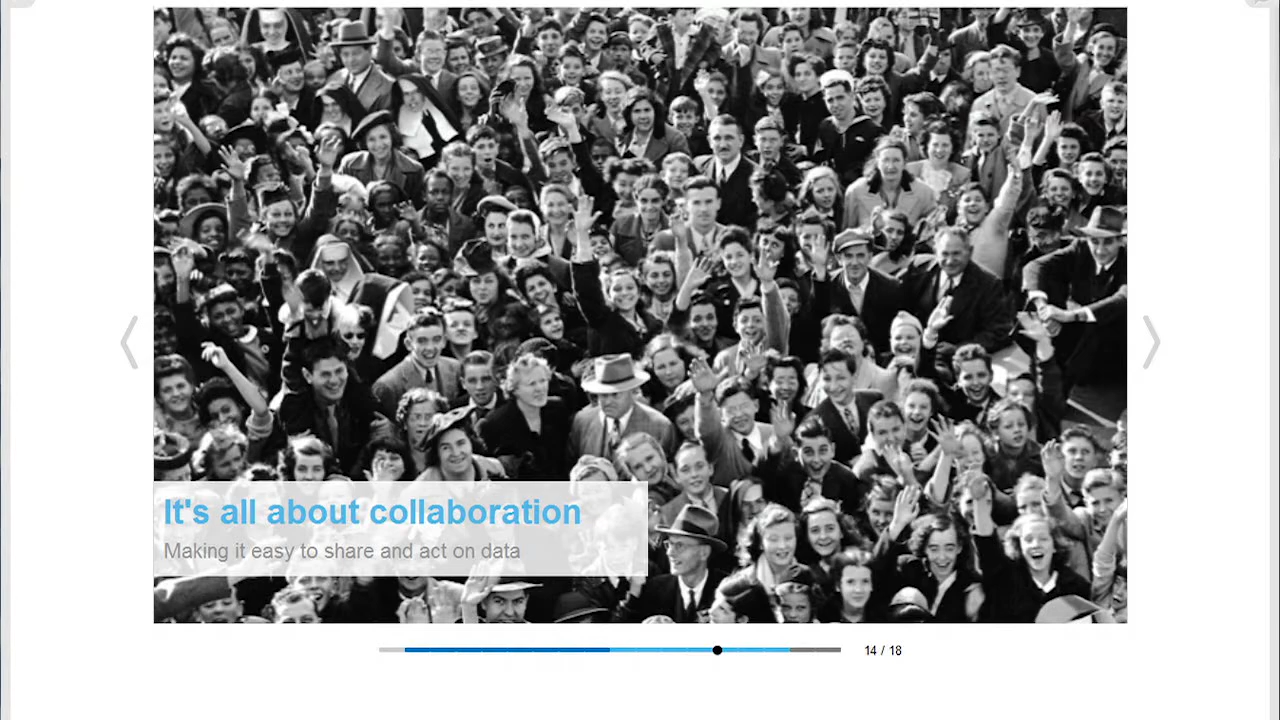 It's all about collaboration
Making it easy to share and act on data
14 / 18